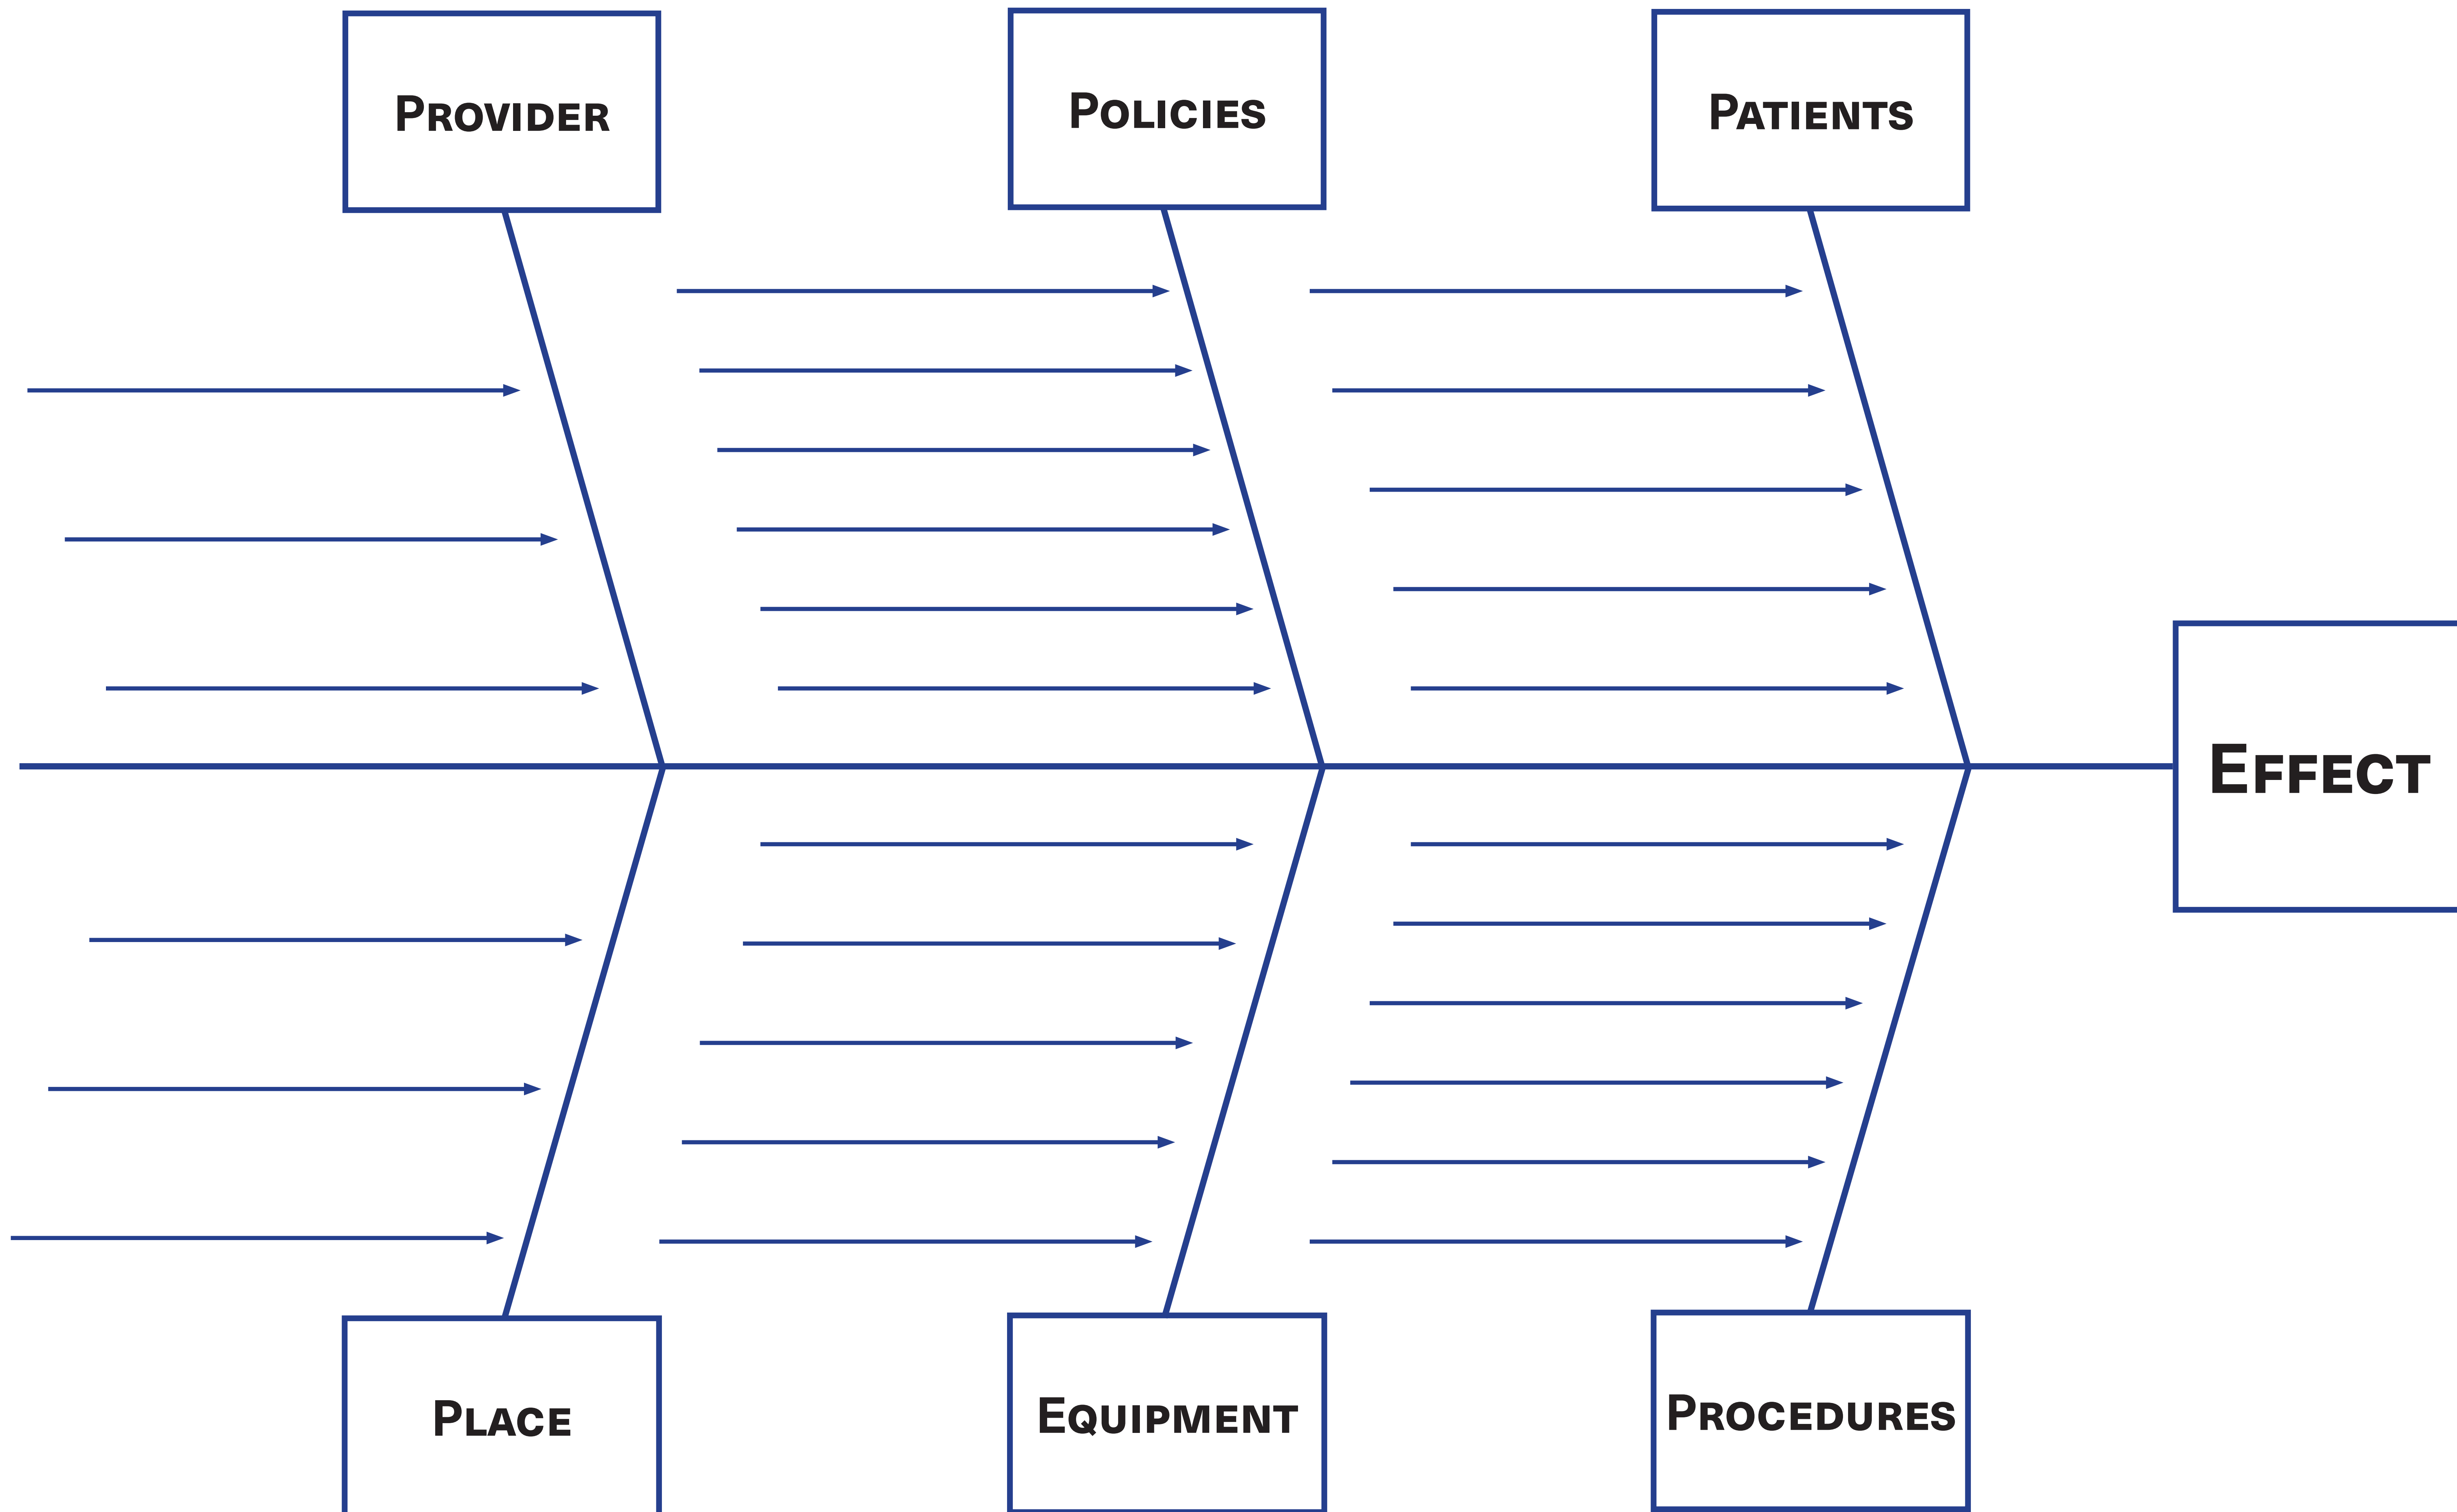 Provider
Policies
Patients
Effect
Place
Equipment
Procedures